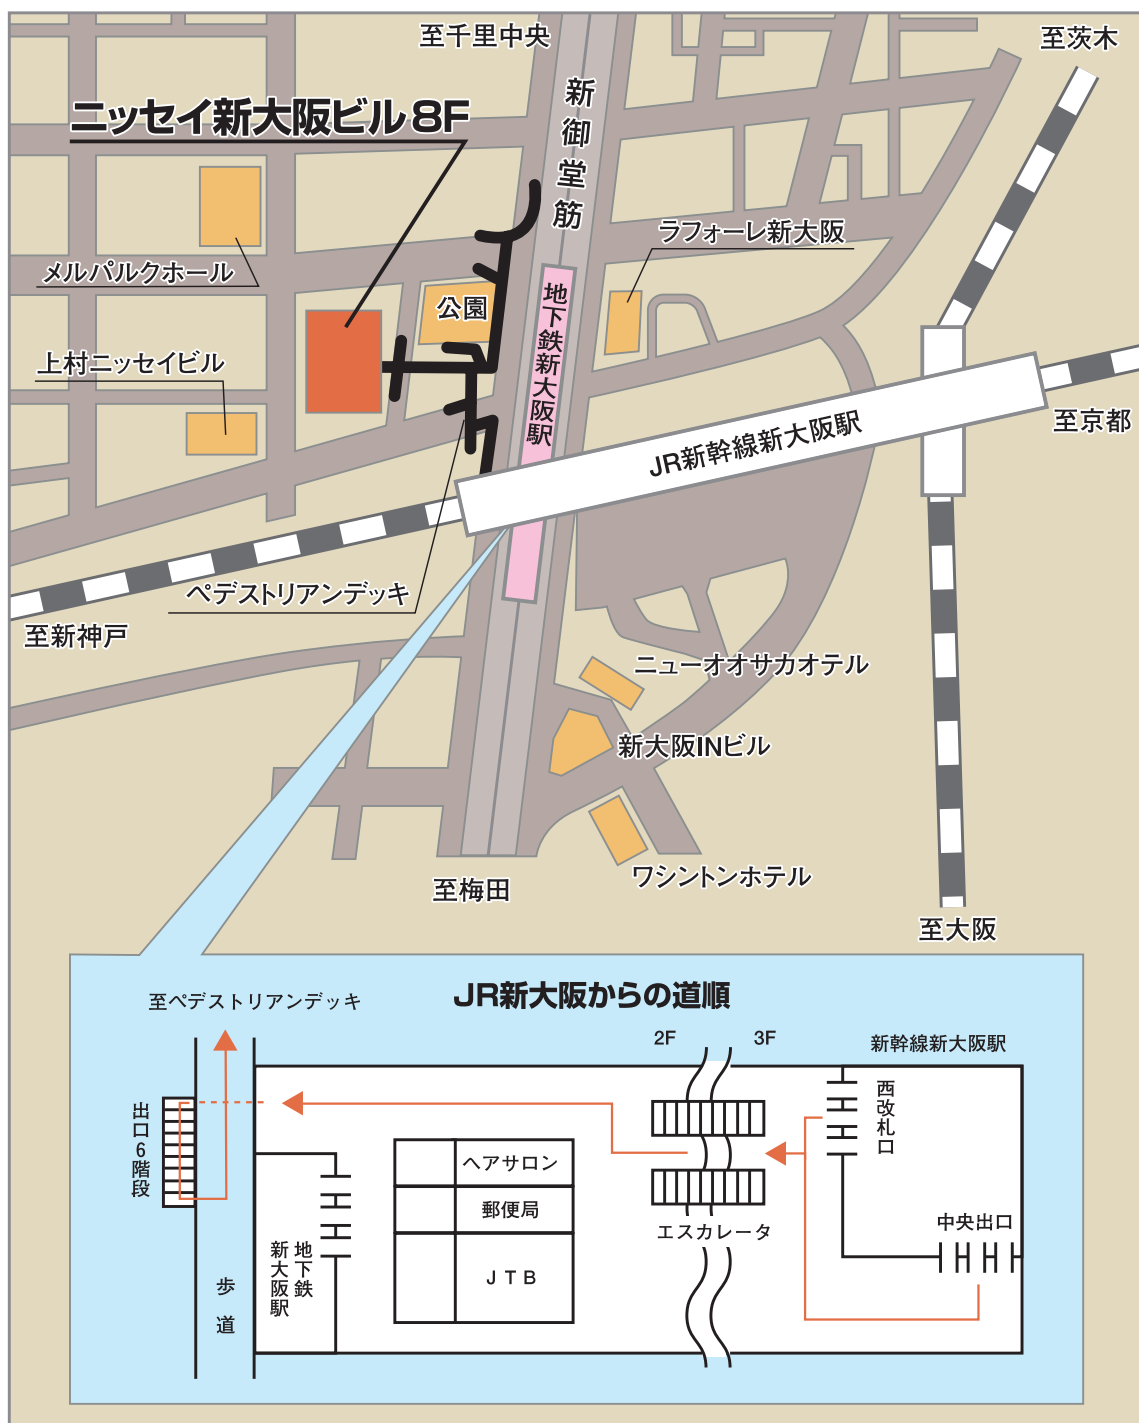 至千里中央
至茨木
新御堂筋
ニッセイ新大阪ビル8F
ラフォーレ新大阪
メルパルクホール
公園
地下鉄新大阪駅
上村ニッセイビル
JR新幹線新大阪駅
至京都
ペデストリアンデッキ
至新神戸
ニューオオサカオテル
新大阪INビル
ワシントンホテル
至梅田
至大阪
JR新大阪からの道順
至ペデストリアンデッキ
2F
3F
新幹線新大阪駅
西改札口
出口6階段
ヘアサロン
郵便局
JTB
エスカレータ
中央出口
地下鉄
新大阪駅
歩道